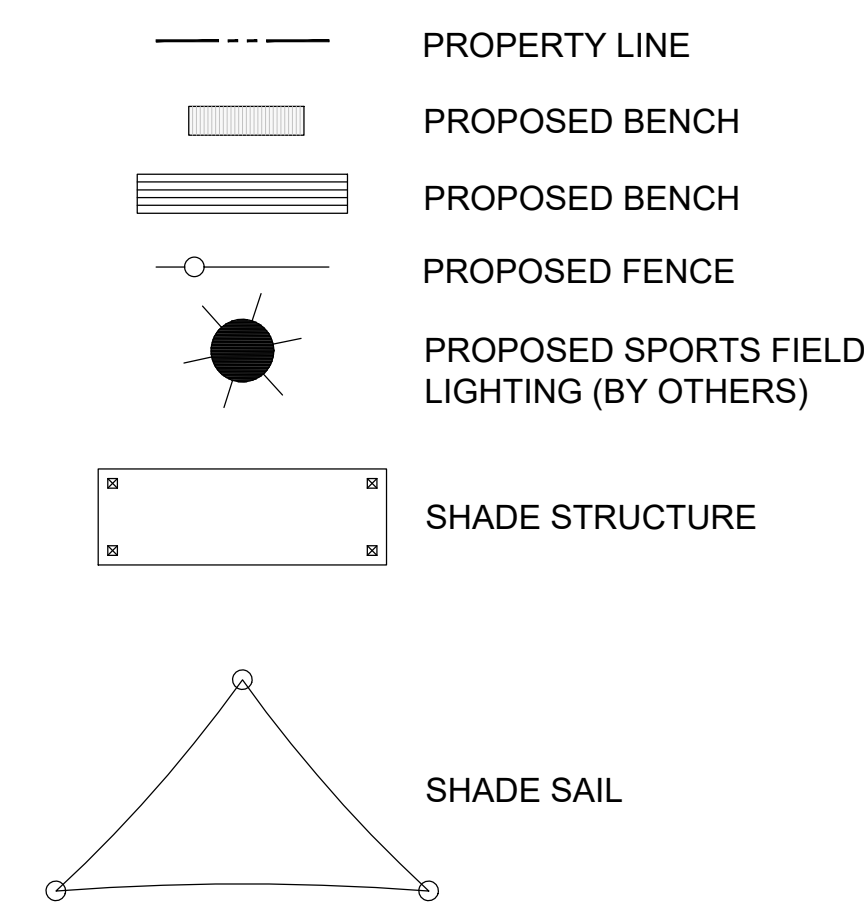 PROPERTY LINE
PROPOSED BENCH
PROPOSED BENCH
PROPOSED FENCE
PROPOSED SPORTS FIELD
LIGHTING (BY OTHERS)
SHADE STRUCTURE
SHADE SAIL